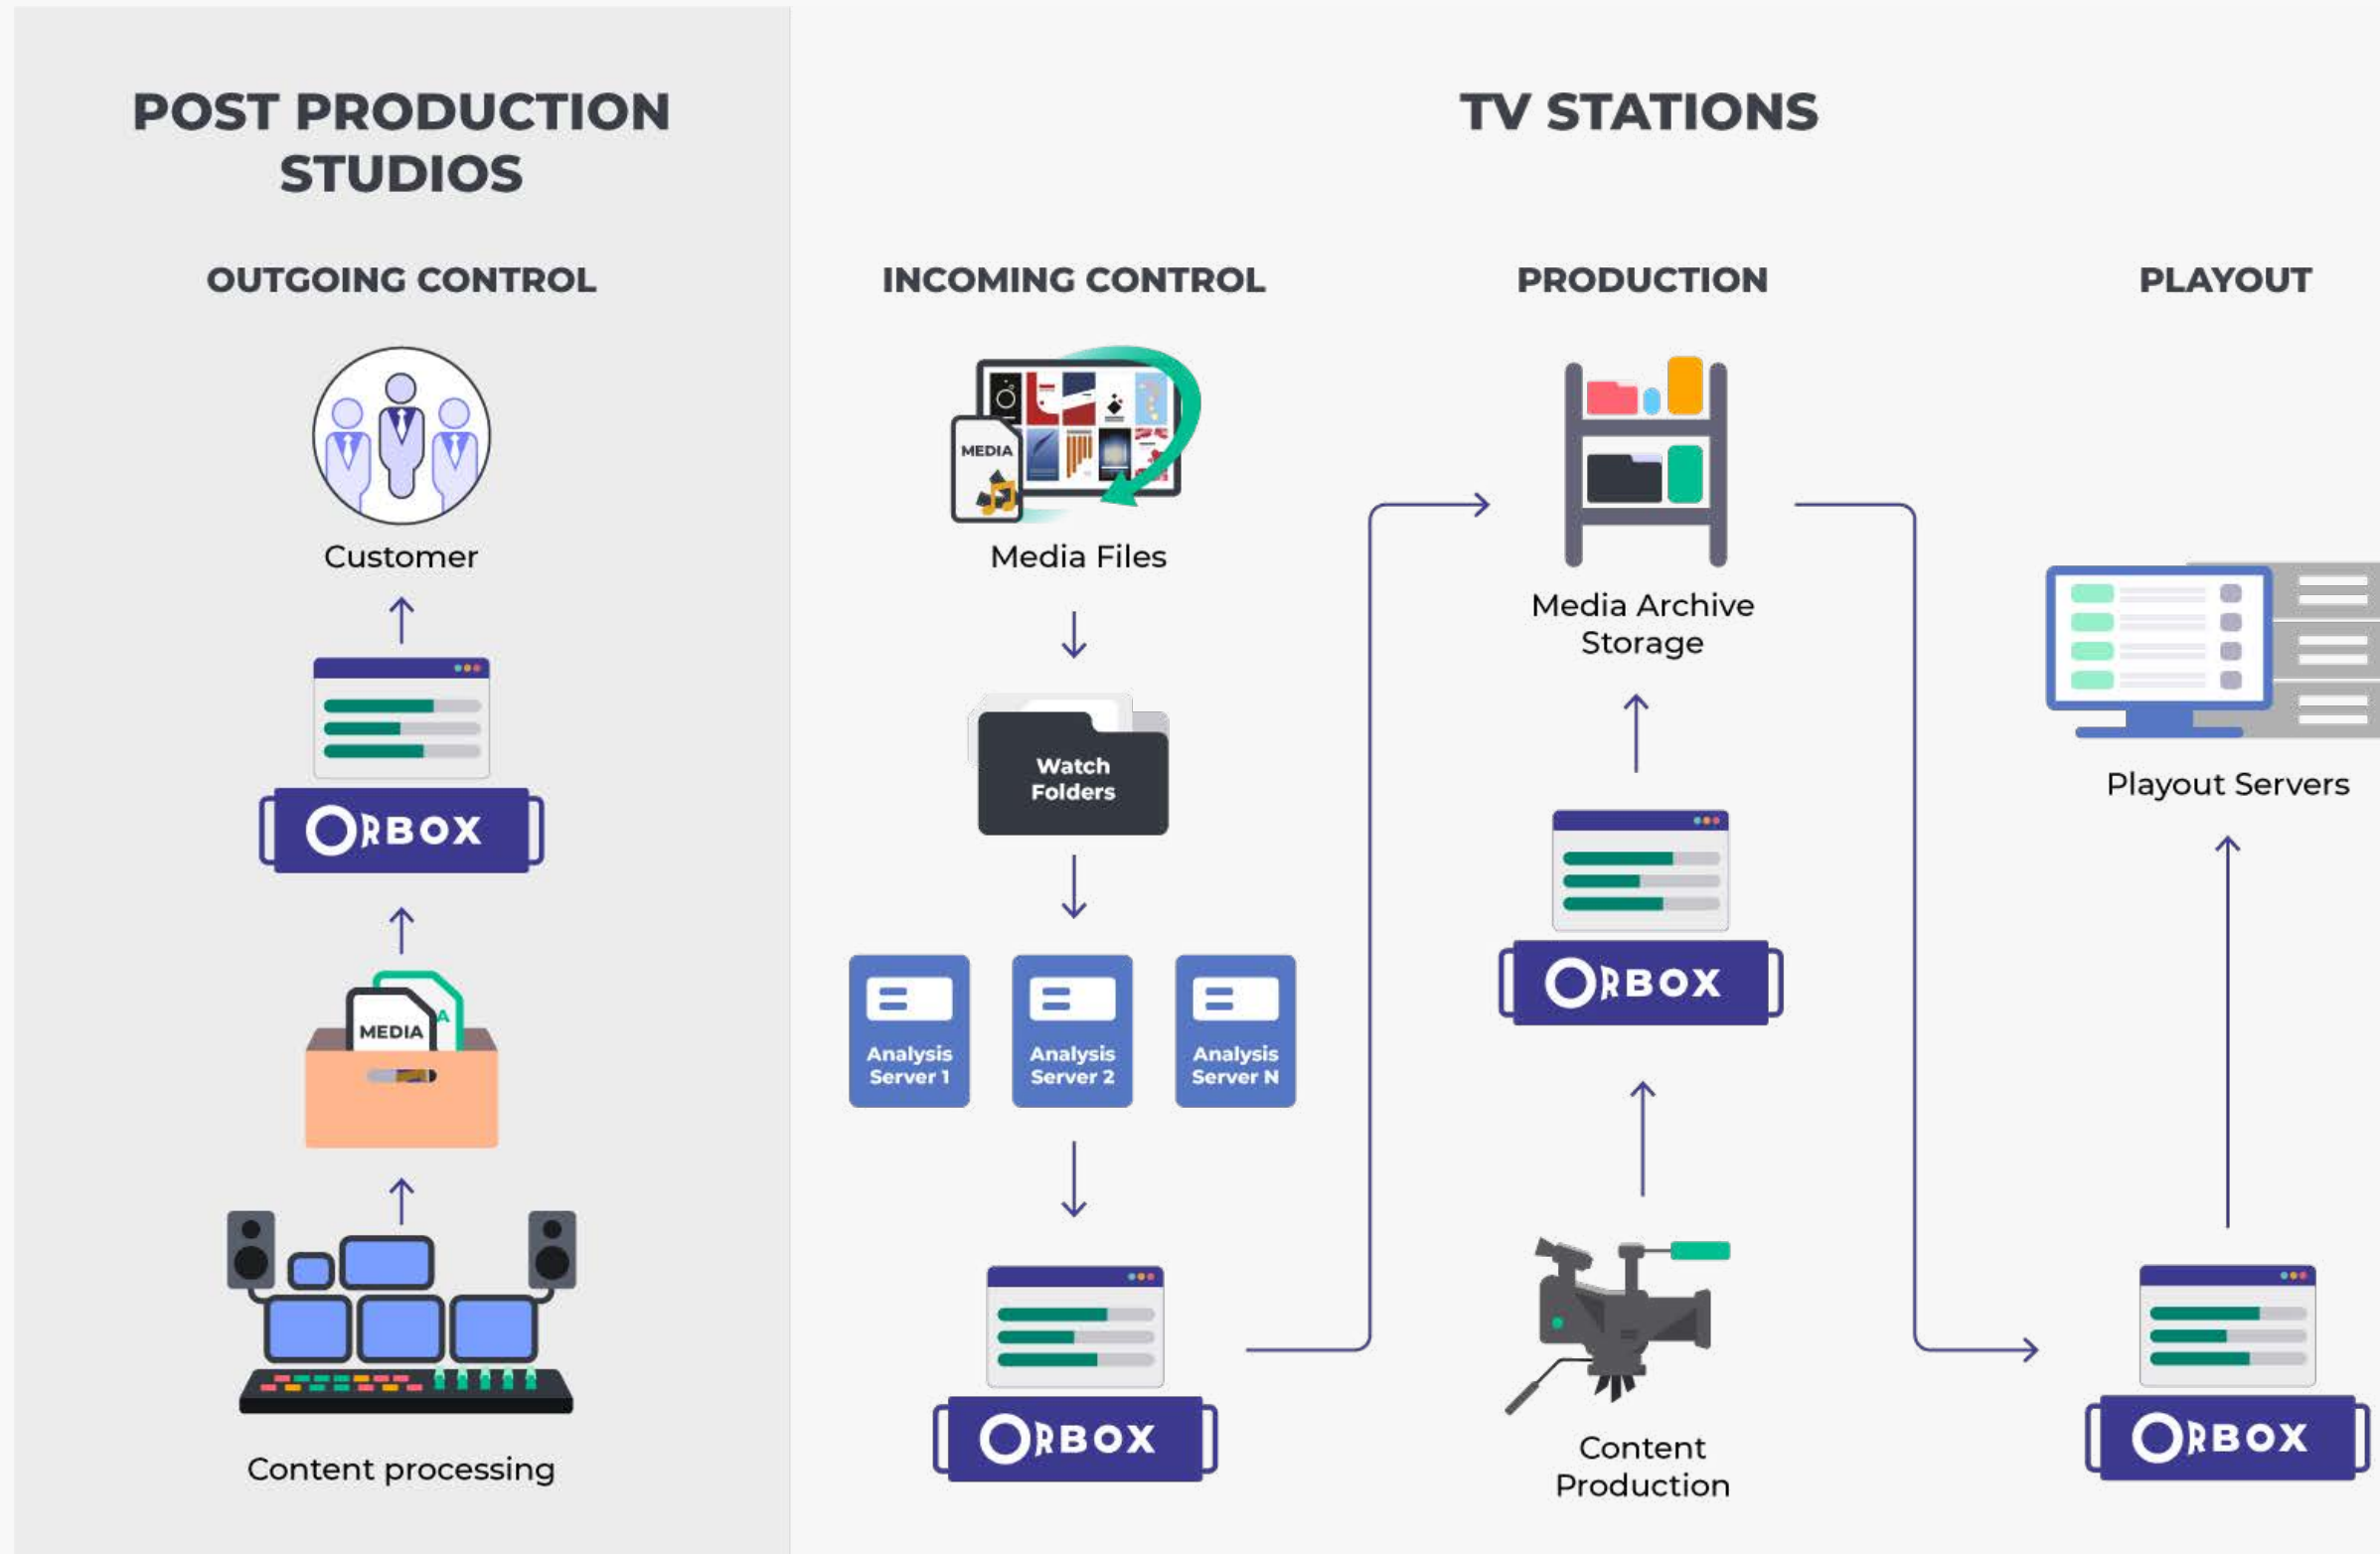 POST PRODUCTION
STUDIOS
OUTGOING CONTROL
Customer
ORBOX
MEDIA
A
Content processing
TV STATIONS
INCOMING CONTROL
MEDIA
Media Files
Watch
Folders
Analysis
Server 1
Analysis
Server 2
Analysis
Server N
ORBOX
PRODUCTION
Media Archive
Storage
ORBOX
Content
Production
PLAYOUT
Playout Servers
ORBOX